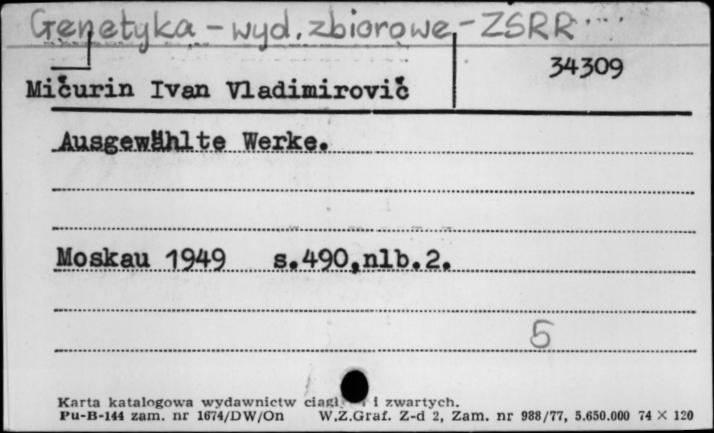 Genetyka - wyd. zbiorowe - ZSRR
34309
Mičurin Ivan Vladimirovič
Ausgewählte Werke.
Moskau 1949 s.490,nlb.2.
5
Karta katalogowa wydawnictw i zwartych.
Pu-B-144 zam. nr 1674/DW/On W.Z.Graf. Z-d 2, Zam. nr 988/77, 5.650.000 74 × 120